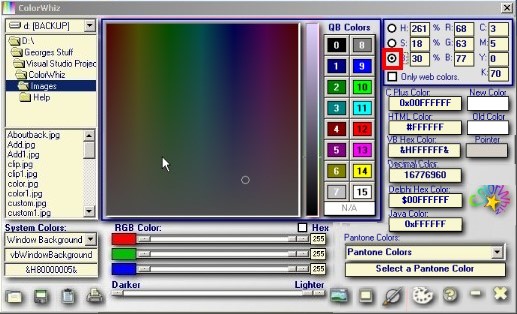 ColorWhiz
d: [BACKUP]
D:\
Georges Stuff
Visual Studio Projec
ColorWhiz
Images
Help
Aboutback.jpg
Add.jpg
Add1.jpg
clip.jpg
clip1.jpg
color.jpg
color1.jpg
custom.jpg
custom1.jpg
System Colors:
Window Background
vbWindowBackground
&H80000005&
QB Colors
0 8
1 9
2 10
3 11
4 12
5 13
6 14
7 15
N/A
H: 261 % R: 68 C: 3
S: 18 % G: 63 M: 5
30 % B: 77 Y: 0
Only web colors. K: 70
C Plus Color: New Color
0x00FFFFFF
HTML Color: Old Color
#FFFFFF
VB Hex Color: Pointer
&HFFFFFF&
Decimal Color:
16776960
Delphi Hex Color:
$00FFFFFF
Java Color:
0xFFFFFF
RGB Color: Hex
255
255
255
Darker Lighter
Pantone Colors:
Pantone Colors
Select a Pantone Color